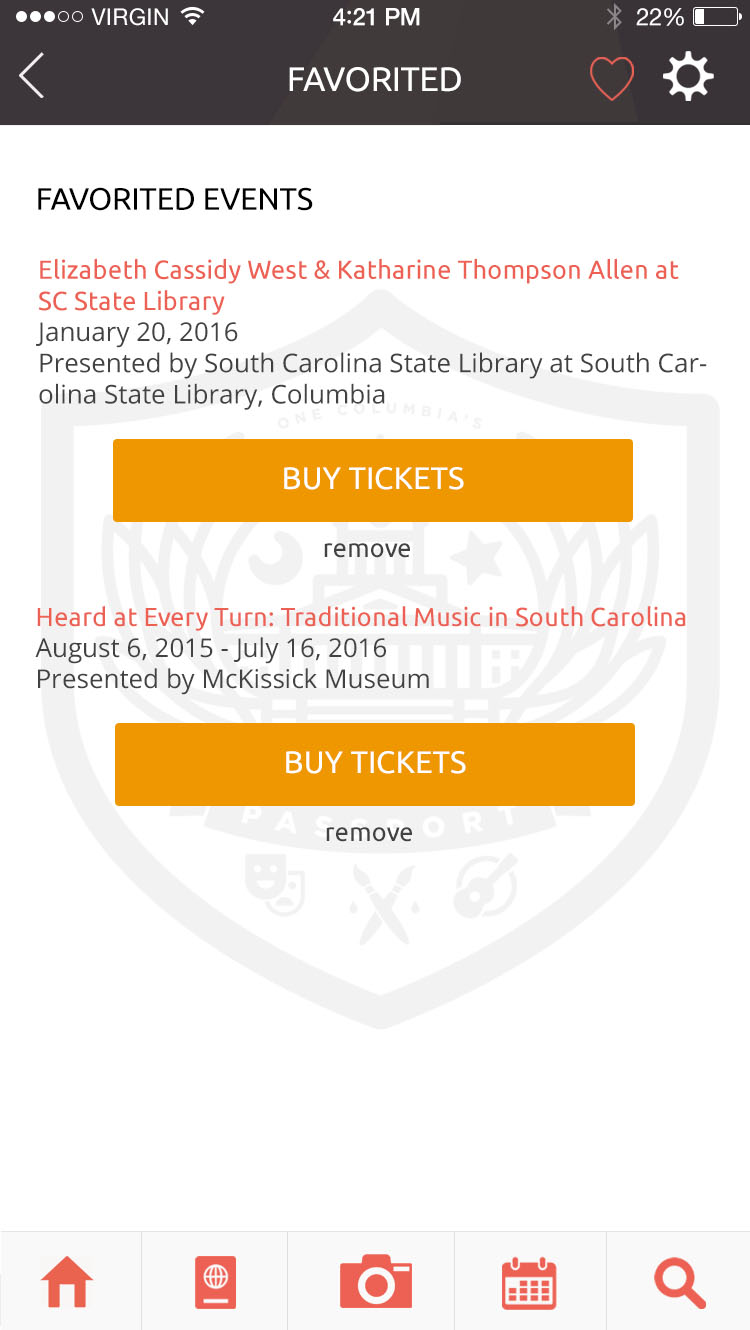 VIRGIN 4:21 PM 22%
FAVORITED
FAVORITED EVENTS
Elizabeth Cassidy West & Katharine Thompson Allen at
SC State Library
January 20, 2016
Presented by South Carolina State Library at South Car-
olina State Library, Columbia
ONE COLUMBIA'S
BUY TICKETS
remove
Heard at Every Turn: Traditional Music in South Carolina
August 6, 2015 - July 16, 2016
Presented by McKissick Museum
BUY TICKETS
PASSPORT
remove